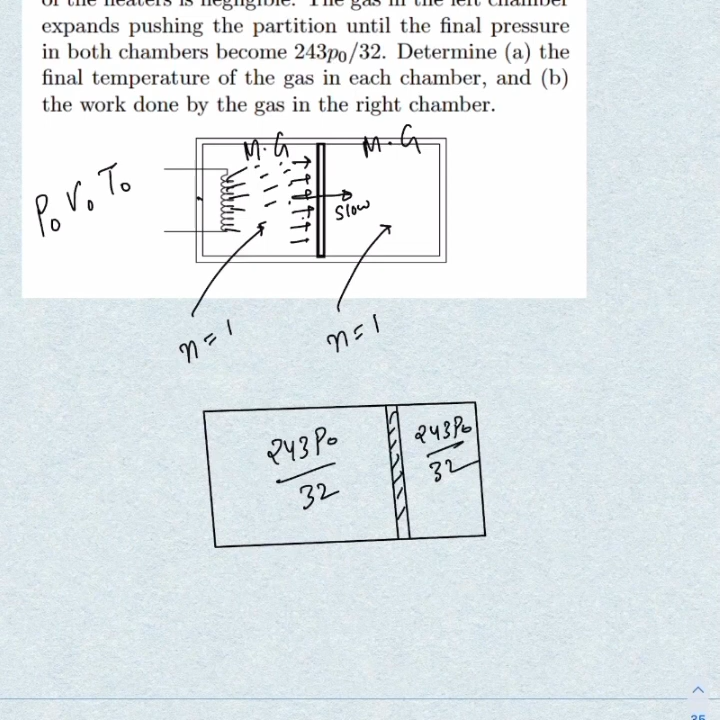 of the heaters is negligible. The gas in the left chamber
expands pushing the partition until the final pressure
in both chambers become 243p₀/32. Determine (a) the
final temperature of the gas in each chamber, and (b)
the work done by the gas in the right chamber.
M.G M.G
P₀ V₀ T₀
Slow
n=1 n=1
243P₀
32
243P₀
32
35